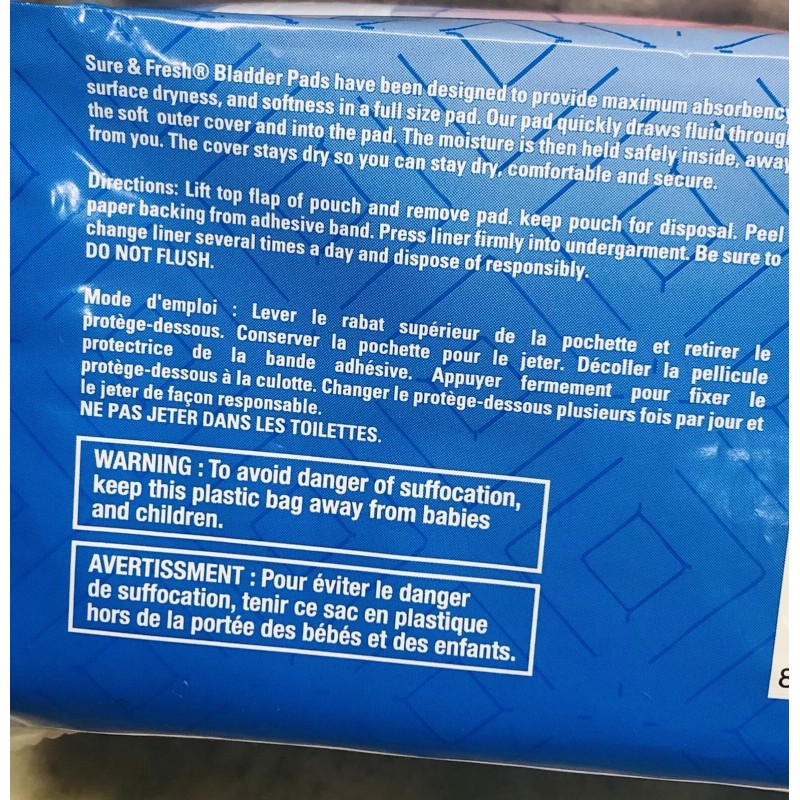 Sure & Fresh® Bladder Pads have been designed to provide maximum absorbency
surface dryness, and softness in a full size pad. Our pad quickly draws fluid throug
the soft outer cover and into the pad. The moisture is then held safely inside, away
from you. The cover stays dry so you can stay dry, comfortable and secure.
Directions: Lift top flap of pouch and remove pad. keep pouch for disposal. Peel
paper backing from adhesive band. Press liner firmly into undergarment. Be sure to
change liner several times a day and dispose of responsibly.
DO NOT FLUSH.
Mode d'emploi : Lever le rabat supérieur de la pochette et retirer le
protège-dessous. Conserver la pochette pour le jeter. Décoller la pellicule
protectrice de la bande adhésive. Appuyer fermement pour fixer le
protège-dessous à la culotte. Changer le protège-dessous plusieurs fois par jour et
le jeter de façon responsable.
NE PAS JETER DANS LES TOILETTES.
WARNING : To avoid danger of suffocation,
keep this plastic bag away from babies
and children.
AVERTISSMENT : Pour éviter le danger
de suffocation, tenir ce sac en plastique
hors de la portée des bébés et des enfants.
8